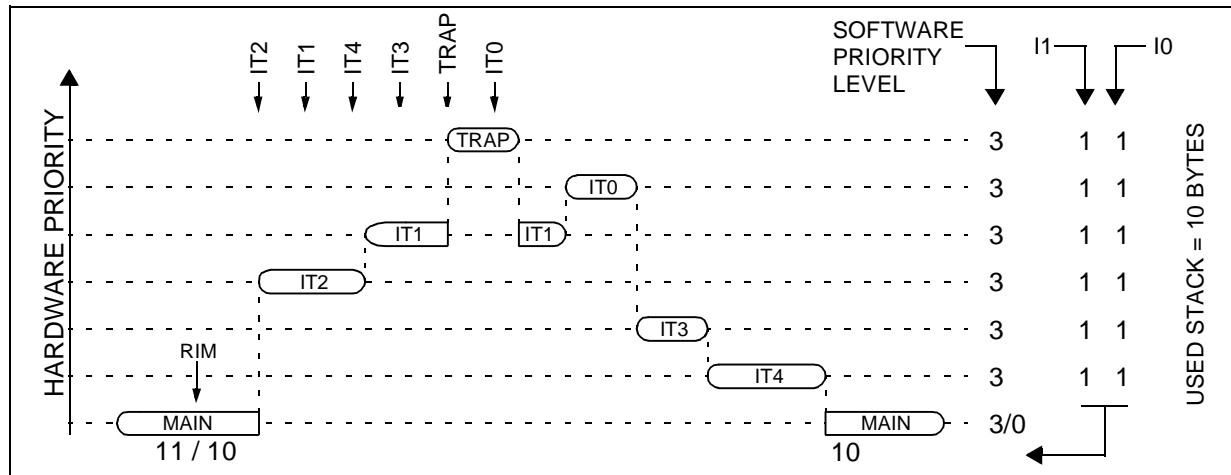 IT2
IT1
IT4
IT3
TRAP
IT0
SOFTWARE
PRIORITY
LEVEL
I1
I0
HARDWARE PRIORITY
TRAP
3
1 1
IT0
3
1 1
IT1
IT1
3
1 1
IT2
3
1 1
IT3
3
1 1
RIM
IT4
3
1 1
MAIN
MAIN
3/0
11 / 10
10
USED STACK = 10 BYTES